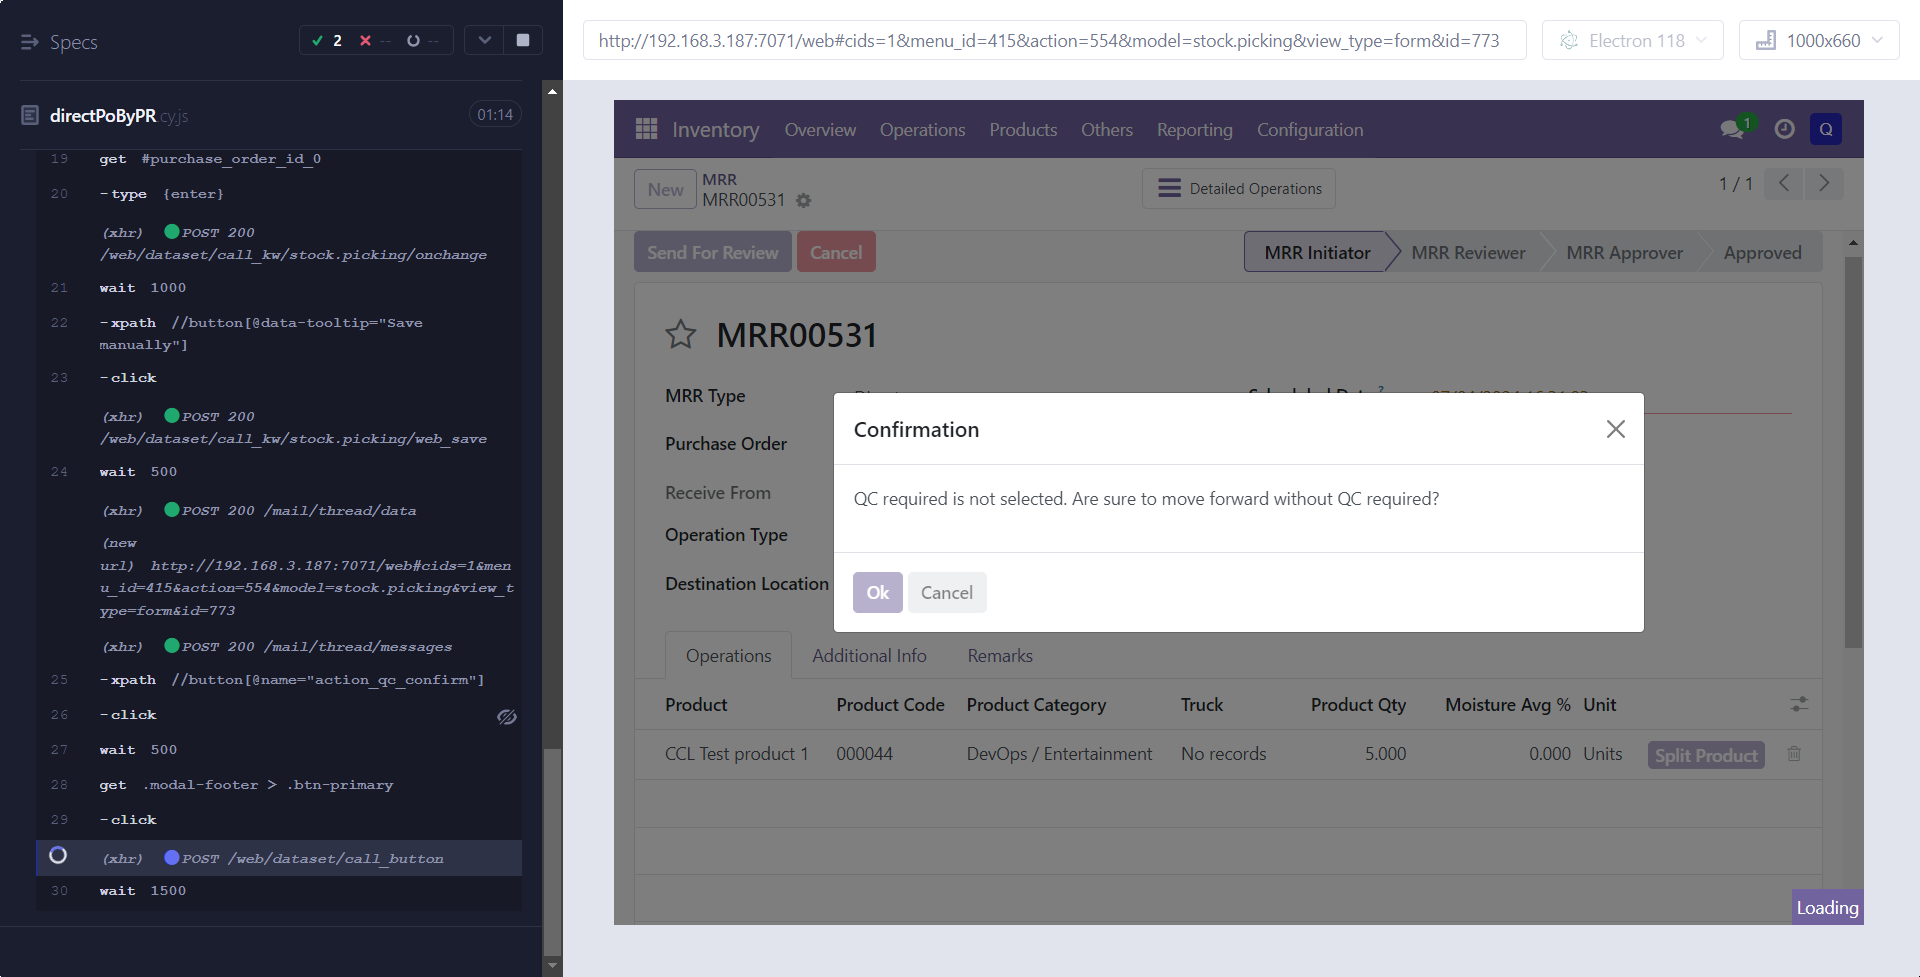 Specs
2
--
--
directPoByPR.cy.js
01:14
19 get #purchase_order_id_0
20 -type {enter}
(xhr) POST 200
/web/dataset/call_kw/stock.picking/onchange
21 wait 1000
22 -xpath //button[@data-tooltip="Save
manually"]
23 -click
(xhr) POST 200
/web/dataset/call_kw/stock.picking/web_save
24 wait 500
(xhr) POST 200 /mail/thread/data
(new
url) http://192.168.3.187:7071/web#cids=1&men
u_id=415&action=554&model=stock.picking&view_t
ype=form&id=773
(xhr) POST 200 /mail/thread/messages
25 -xpath //button[@name="action_qc_confirm"]
26 -click
27 wait 500
28 get .modal-footer > .btn-primary
29 -click
(xhr) POST /web/dataset/call_button
30 wait 1500
http://192.168.3.187:7071/web#cids=1&menu_id=415&action=554&model=stock.picking&view_type=form&id=773
Electron 118
1000x660
Inventory Overview Operations Products Others Reporting Configuration
1
Q
New
MRR
MRR00531
Detailed Operations
1 / 1
Send For Review Cancel
MRR Initiator MRR Reviewer MRR Approver Approved
MRR00531
MRR Type
Purchase Order
Receive From
Operation Type
Destination Location
?
Confirmation
QC required is not selected. Are sure to move forward without QC required?
Ok Cancel
Operations Additional Info Remarks
Product Product Code Product Category Truck Product Qty Moisture Avg % Unit
CCL Test product 1 000044 DevOps / Entertainment No records 5.000 0.000 Units Split Product
Loading